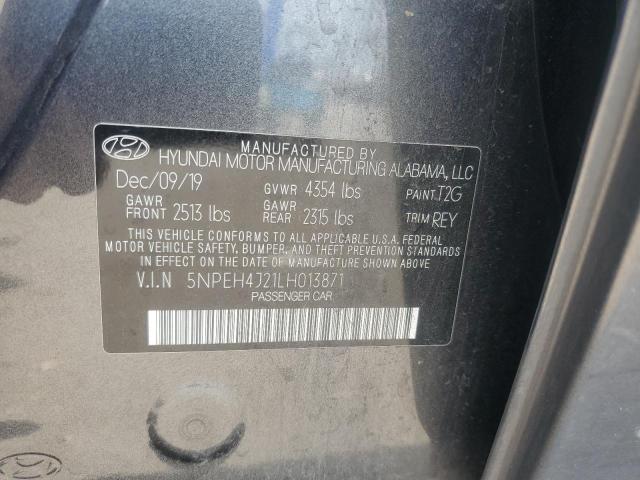 MANUFACTURED BY
HYUNDAI MOTOR MANUFACTURING ALABAMA, LLC
Dec/09/19 GVWR 4354 lbs PAINT T2G
GAWR FRONT 2513 lbs GAWR REAR 2315 lbs TRIM REY
THIS VEHICLE CONFORMS TO ALL APPLICABLE U.S.A. FEDERAL
MOTOR VEHICLE SAFETY, BUMPER, AND THEFT PREVENTION STANDARDS
IN EFFECT ON THE DATE OF MANUFACTURE SHOWN ABOVE.
V.I.N 5NPEH4J21LH013871
PASSENGER CAR